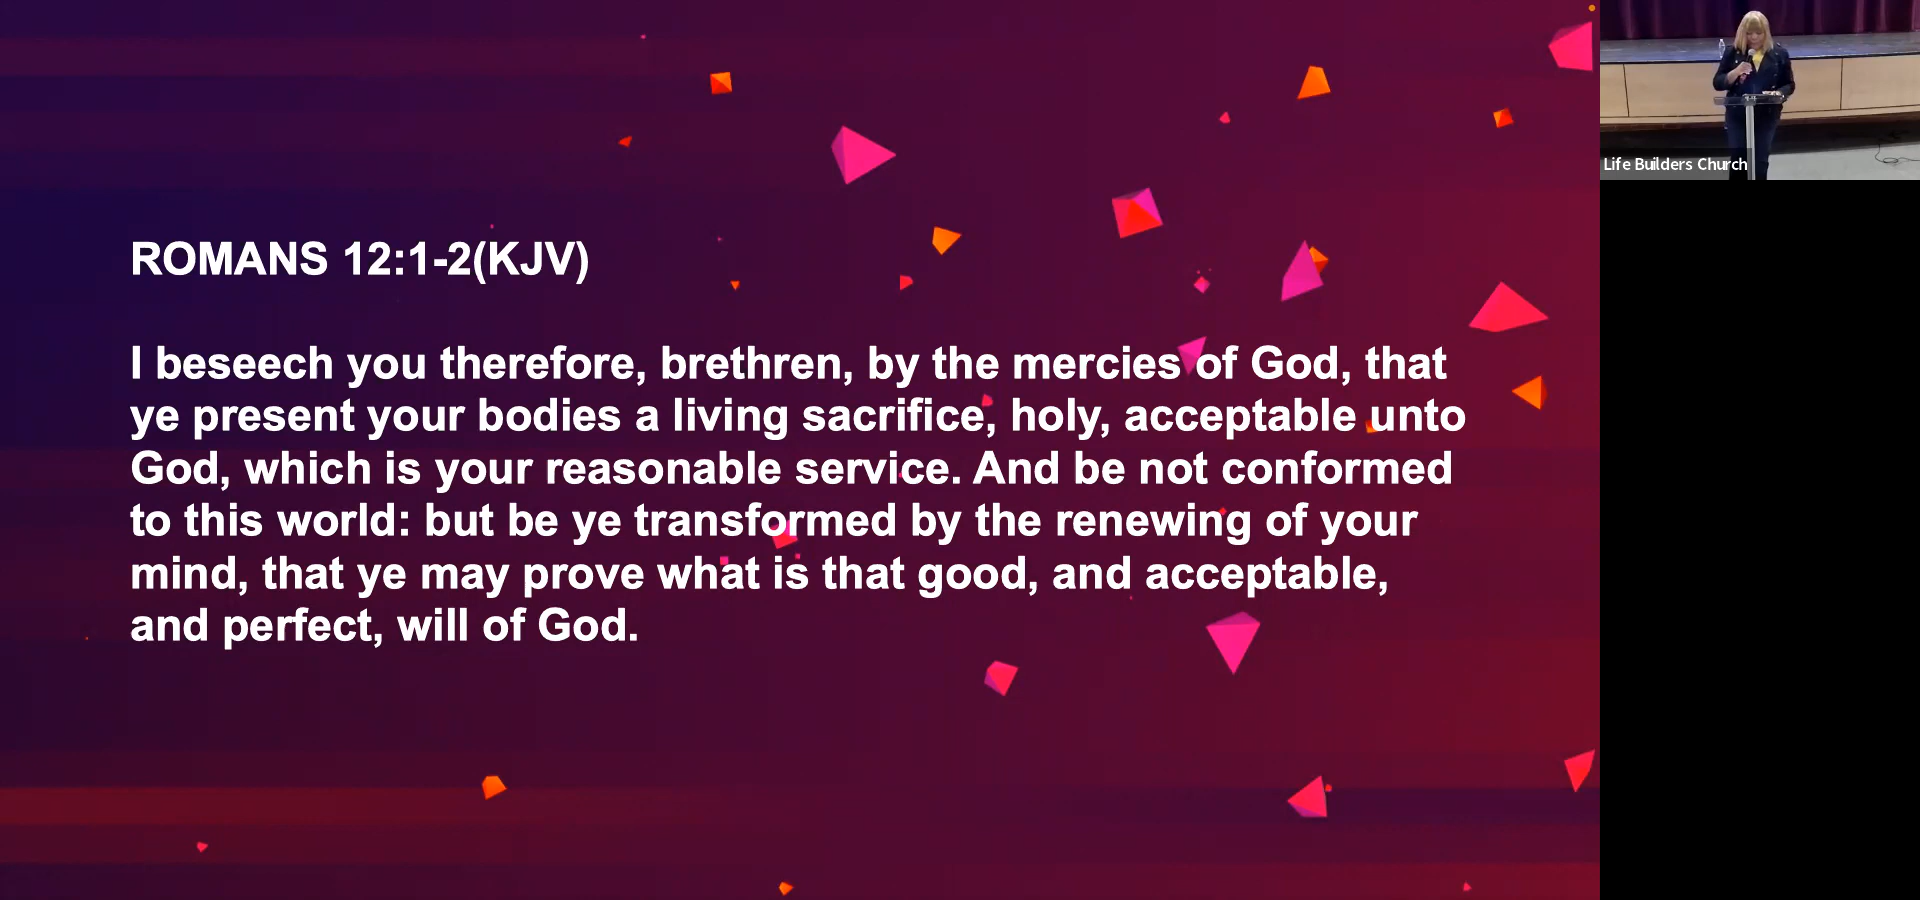 ROMANS 12:1-2(KJV)
I beseech you therefore, brethren, by the mercies of God, that
ye present your bodies a living sacrifice, holy, acceptable unto
God, which is your reasonable service. And be not conformed
to this world: but be ye transformed by the renewing of your
mind, that ye may prove what is that good, and acceptable,
and perfect, will of God.
Life Builders Church